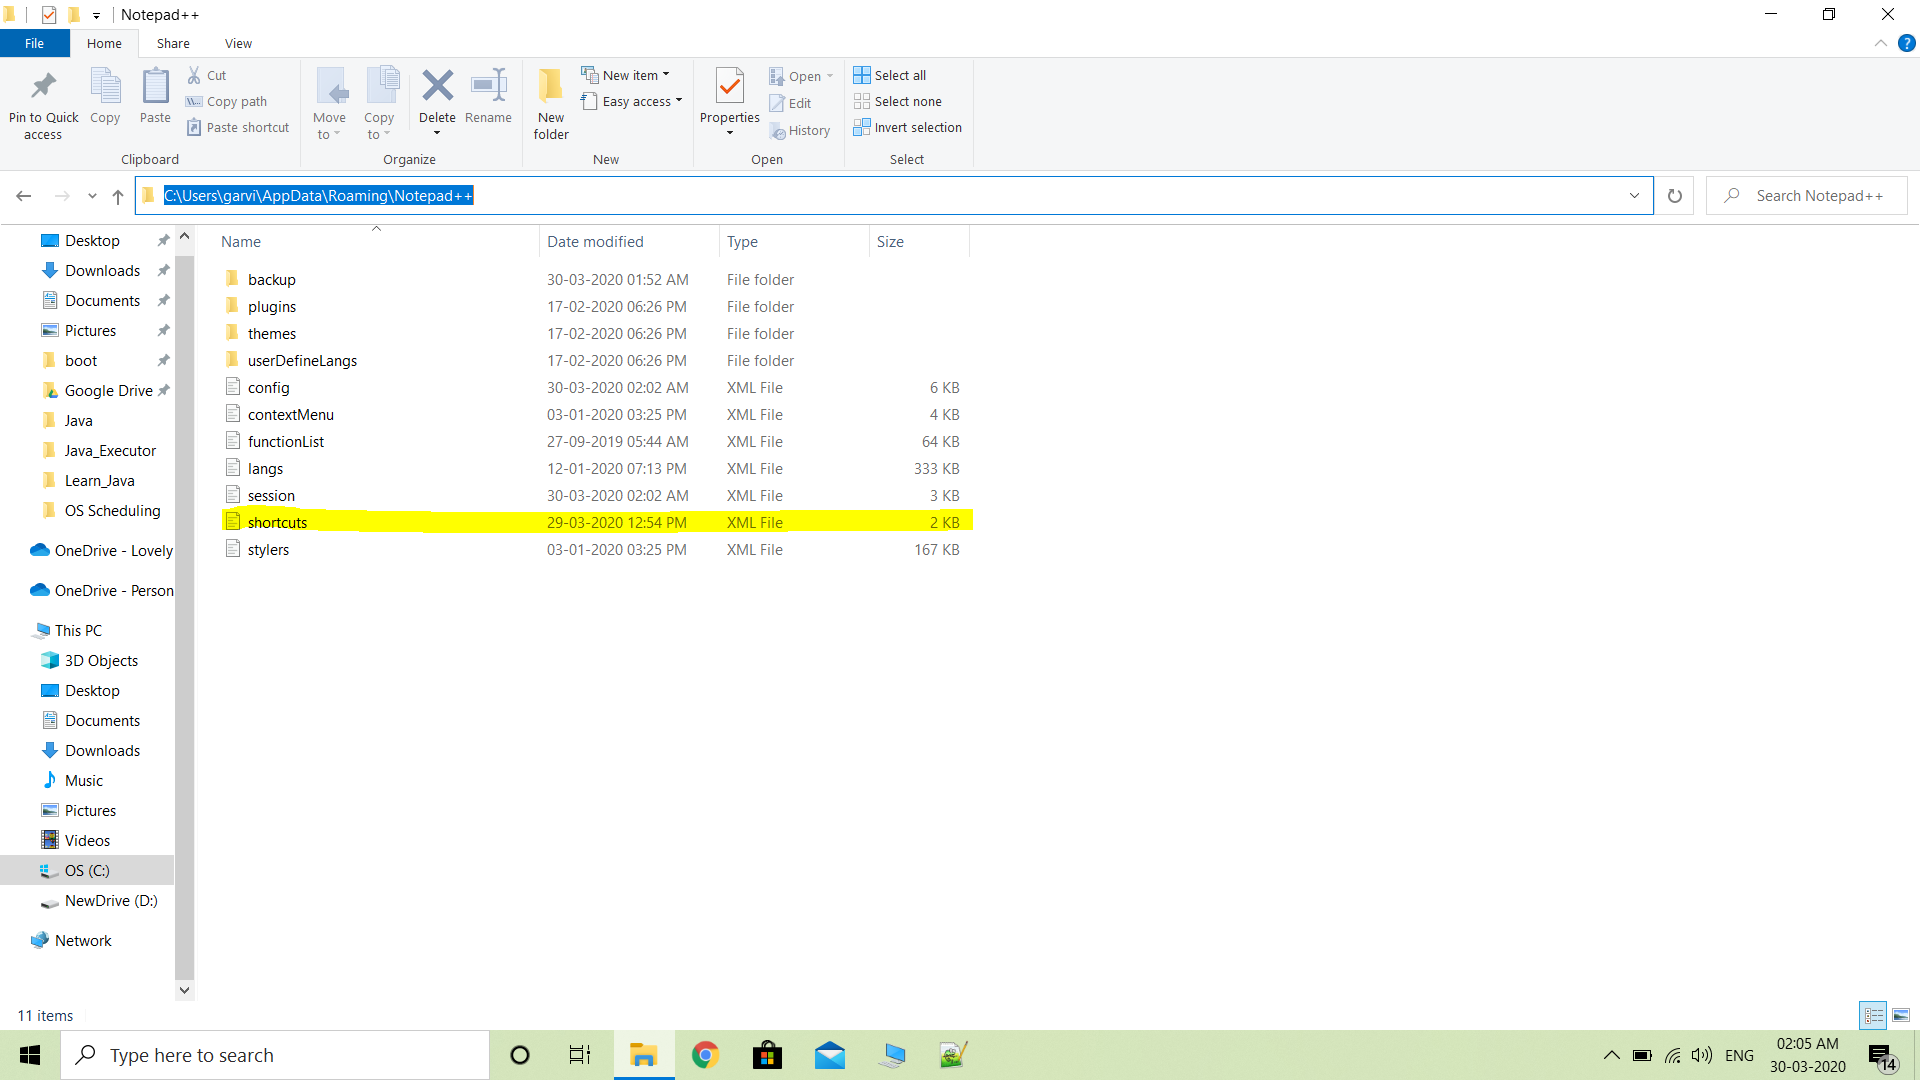 Notepad++
File Home Share View
Pin to Quick access
Copy
Paste
Cut
Copy path
Paste shortcut
Clipboard
Move to
Copy to
Delete
Rename
Organize
New folder
New item
Easy access
New
Properties
Open
Edit
History
Open
Select all
Select none
Invert selection
Select
C:\Users\garvi\AppData\Roaming\Notepad++
Search Notepad++
Desktop
Downloads
Documents
Pictures
boot
Google Drive
Java
Java_Executor
Learn_Java
OS Scheduling
OneDrive - Lovely
OneDrive - Person
This PC
3D Objects
Desktop
Documents
Downloads
Music
Pictures
Videos
OS (C:)
NewDrive (D:)
Network
Name Date modified Type Size
backup 30-03-2020 01:52 AM File folder
plugins 17-02-2020 06:26 PM File folder
themes 17-02-2020 06:26 PM File folder
userDefineLangs 17-02-2020 06:26 PM File folder
config 30-03-2020 02:02 AM XML File 6 KB
contextMenu 03-01-2020 03:25 PM XML File 4 KB
functionList 27-09-2019 05:44 AM XML File 64 KB
langs 12-01-2020 07:13 PM XML File 333 KB
session 30-03-2020 02:02 AM XML File 3 KB
shortcuts 29-03-2020 12:54 PM XML File 2 KB
stylers 03-01-2020 03:25 PM XML File 167 KB
11 items
Type here to search
ENG
02:05 AM
30-03-2020
14